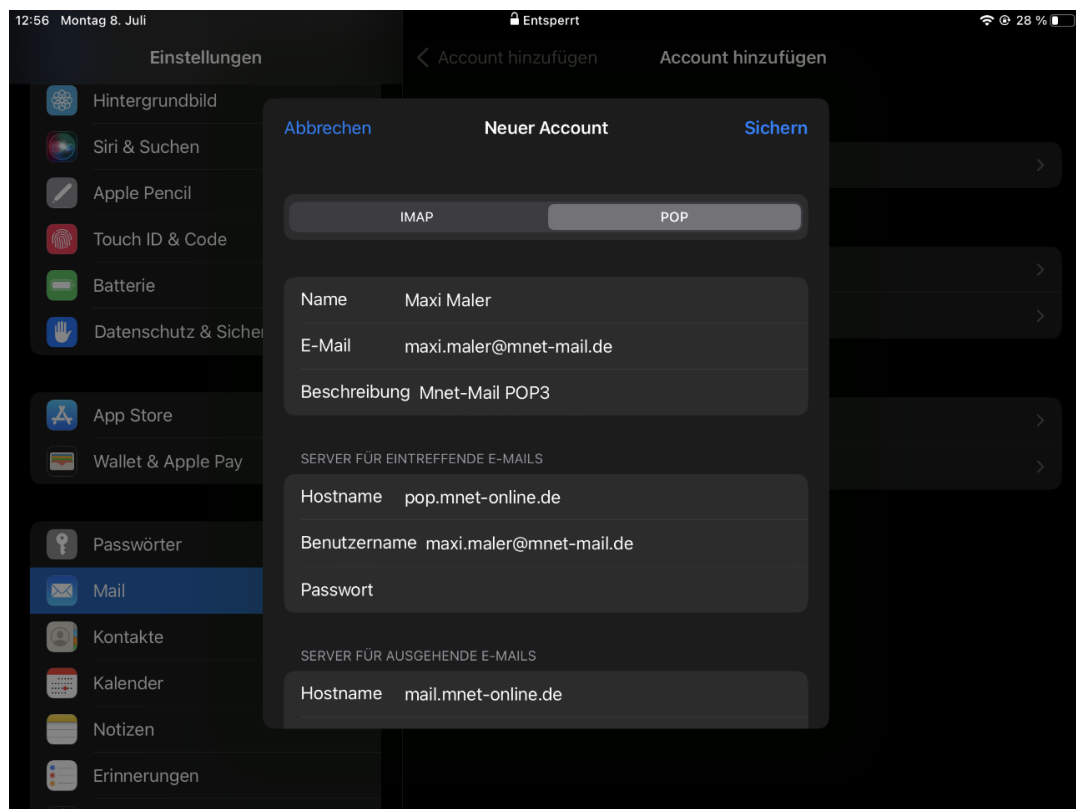 12:56 Montag 8. Juli Entsperrt 28 %
Einstellungen
Account hinzufügen Account hinzufügen
Hintergrundbild
Siri & Suchen
Apple Pencil
Touch ID & Code
Batterie
Datenschutz & Siche
App Store
Wallet & Apple Pay
Passwörter
Mail
Kontakte
Kalender
Notizen
Erinnerungen
Abbrechen Neuer Account Sichern
IMAP POP
Name Maxi Maler
E-Mail maxi.maler@mnet-mail.de
Beschreibung Mnet-Mail POP3
SERVER FÜR EINTREFFENDE E-MAILS
Hostname pop.mnet-online.de
Benutzername maxi.maler@mnet-mail.de
Passwort
SERVER FÜR AUSGEHENDE E-MAILS
Hostname mail.mnet-online.de